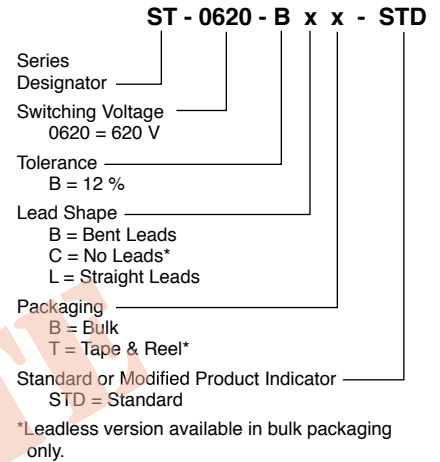 ST - 0620 - B x x - STD
Series
Designator
Switching Voltage
0620 = 620 V
Tolerance
B = 12 %
Lead Shape
B = Bent Leads
C = No Leads*
L = Straight Leads
Packaging
B = Bulk
T = Tape & Reel*
Standard or Modified Product Indicator
STD = Standard
*Leadless version available in bulk packaging
only.